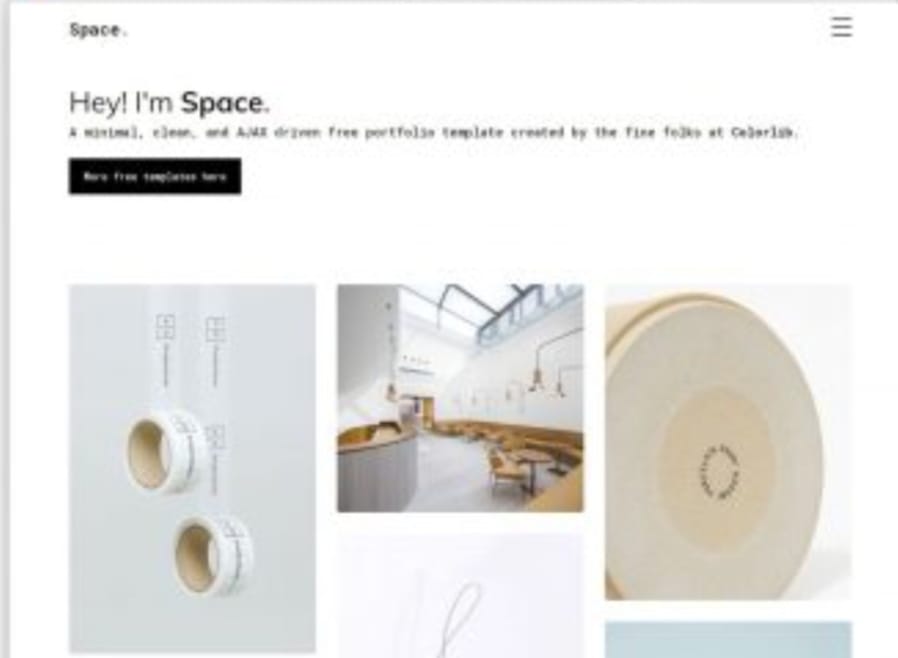 Space.
Hey! I'm Space.
A minimal, clean, and AJAX driven free portfolio template created by the fine folks at Colorlib.
More free templates here